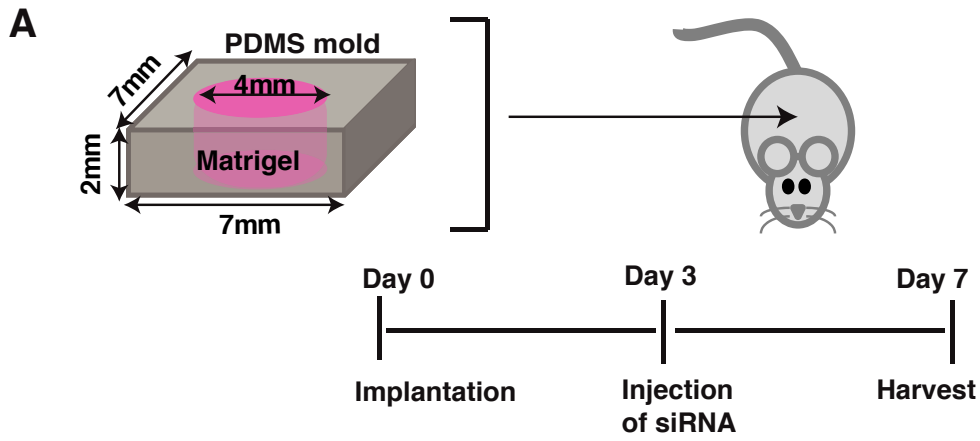 A
PDMS mold
7mm
4mm
2mm
Matrigel
7mm
Day 0
Day 3
Day 7
Implantation
Injection
of siRNA
Harvest